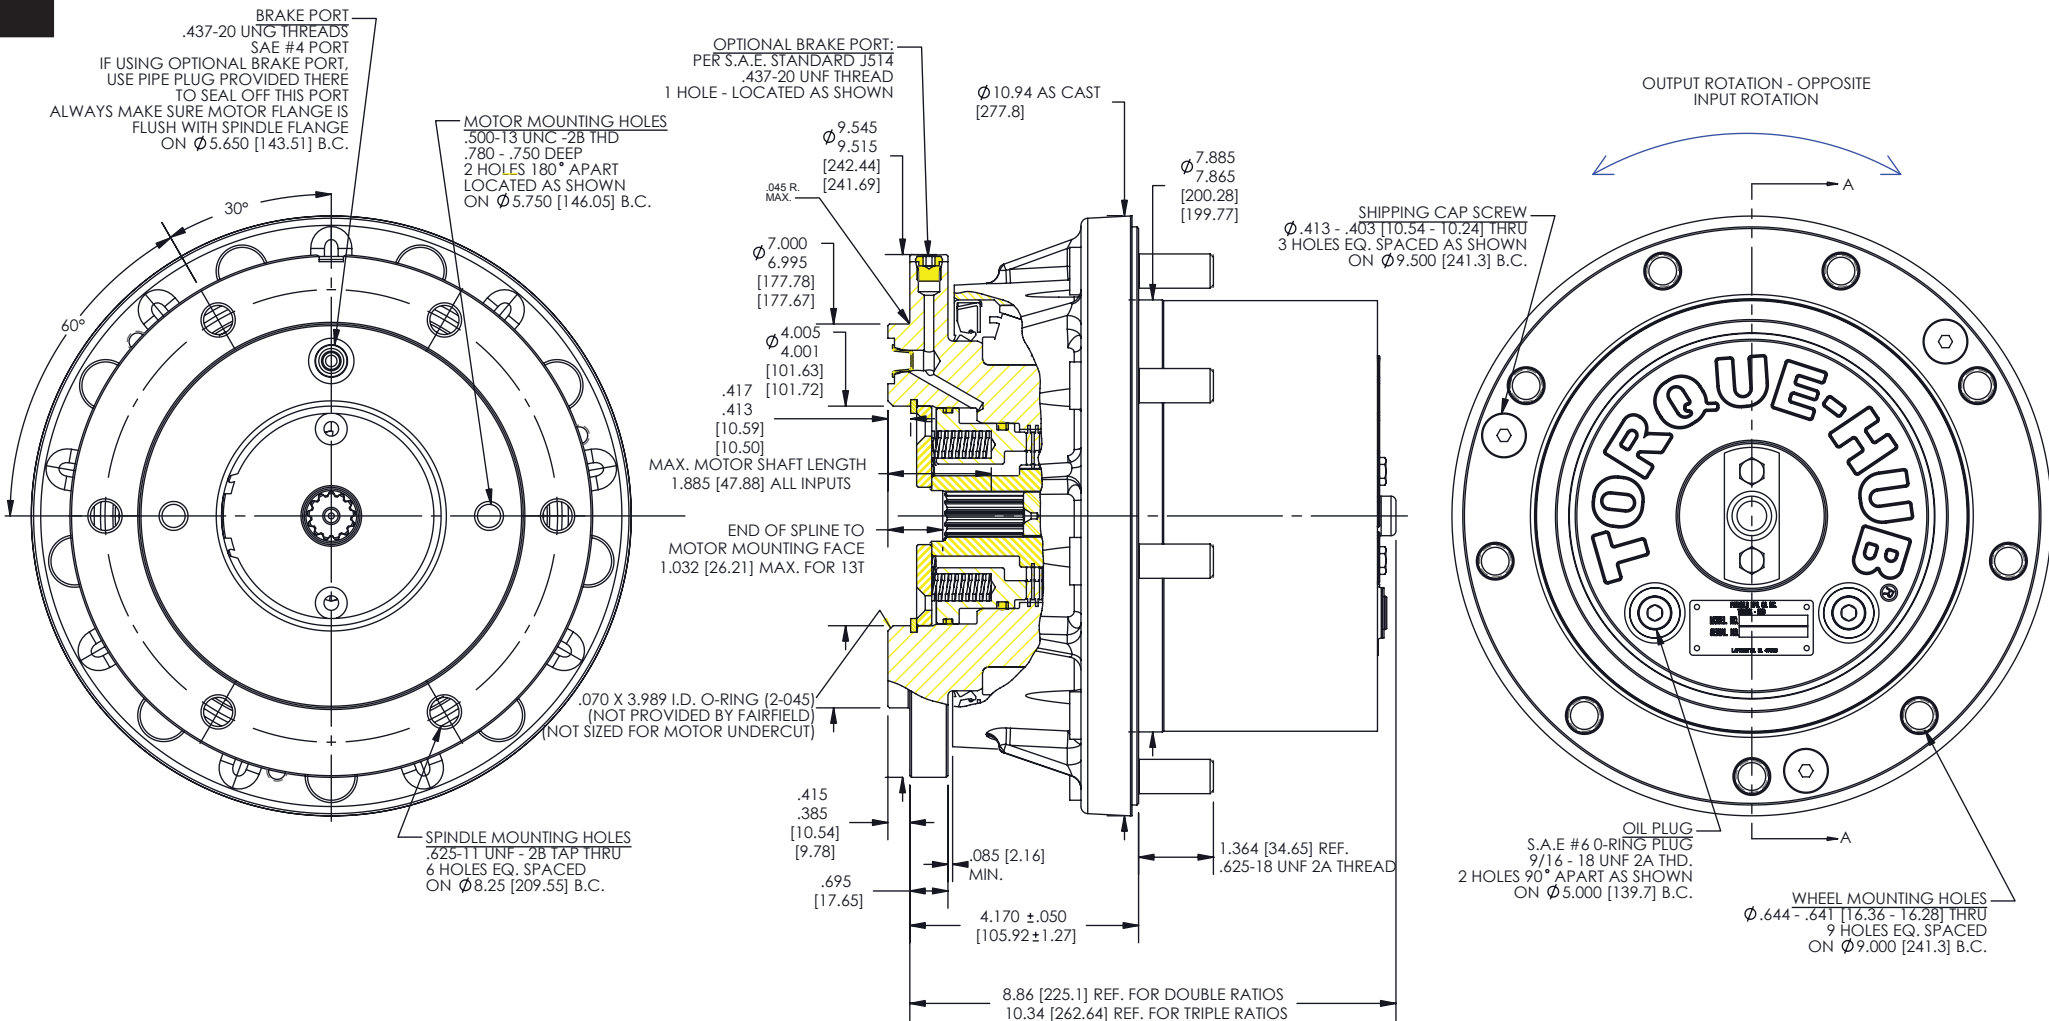 BRAKE PORT
.437-20 UNG THREADS
SAE #4 PORT
IF USING OPTIONAL BRAKE PORT,
USE PIPE PLUG PROVIDED THERE
TO SEAL OFF THIS PORT
ALWAYS MAKE SURE MOTOR FLANGE IS
FLUSH WITH SPINDLE FLANGE
ON Ø5.650 [143.51] B.C.
MOTOR MOUNTING HOLES
.500-13 UNC -2B THD
.780 - .750 DEEP
2 HOLES 180° APART
LOCATED AS SHOWN
ON Ø5.750 [146.05] B.C.
30°
60°
SPINDLE MOUNTING HOLES
.625-11 UNF - 2B TAP THRU
6 HOLES EQ. SPACED
ON Ø8.25 [209.55] B.C.
OPTIONAL BRAKE PORT:
PER S.A.E. STANDARD J514
.437-20 UNF THREAD
1 HOLE - LOCATED AS SHOWN
Ø10.94 AS CAST
[277.8]
Ø9.545
9.515
[242.44]
[241.69]
Ø7.885
7.865
[200.28]
[199.77]
.045 R.
MAX.
Ø7.000
6.995
[177.78]
[177.67]
Ø4.005
4.001
[101.63]
[101.72]
.417
.413
[10.59]
[10.50]
MAX. MOTOR SHAFT LENGTH
1.885 [47.88] ALL INPUTS
END OF SPLINE TO
MOTOR MOUNTING FACE
1.032 [26.21] MAX. FOR 13T
.070 X 3.989 I.D. O-RING (2-045)
(NOT PROVIDED BY FAIRFIELD)
(NOT SIZED FOR MOTOR UNDERCUT)
.415
.385
[10.54]
[9.78]
.695
[17.65]
.085 [2.16]
MIN.
1.364 [34.65] REF.
.625-18 UNF 2A THREAD
4.170 ±.050
[105.92±1.27]
8.86 [225.1] REF. FOR DOUBLE RATIOS
10.34 [262.64] REF. FOR TRIPLE RATIOS
OUTPUT ROTATION - OPPOSITE
INPUT ROTATION
A
SHIPPING CAP SCREW
Ø.413 - .403 [10.54 - 10.24] THRU
3 HOLES EQ. SPACED AS SHOWN
ON Ø9.500 [241.3] B.C.
TORQUE-HUB®
MODEL NO.
SERIAL NO.
A
OIL PLUG
S.A.E #6 0-RING PLUG
9/16 - 18 UNF 2A THD.
2 HOLES 90° APART AS SHOWN
ON Ø5.000 [139.7] B.C.
WHEEL MOUNTING HOLES
Ø.644 - .641 [16.36 - 16.28] THRU
9 HOLES EQ. SPACED
ON Ø9.000 [241.3] B.C.